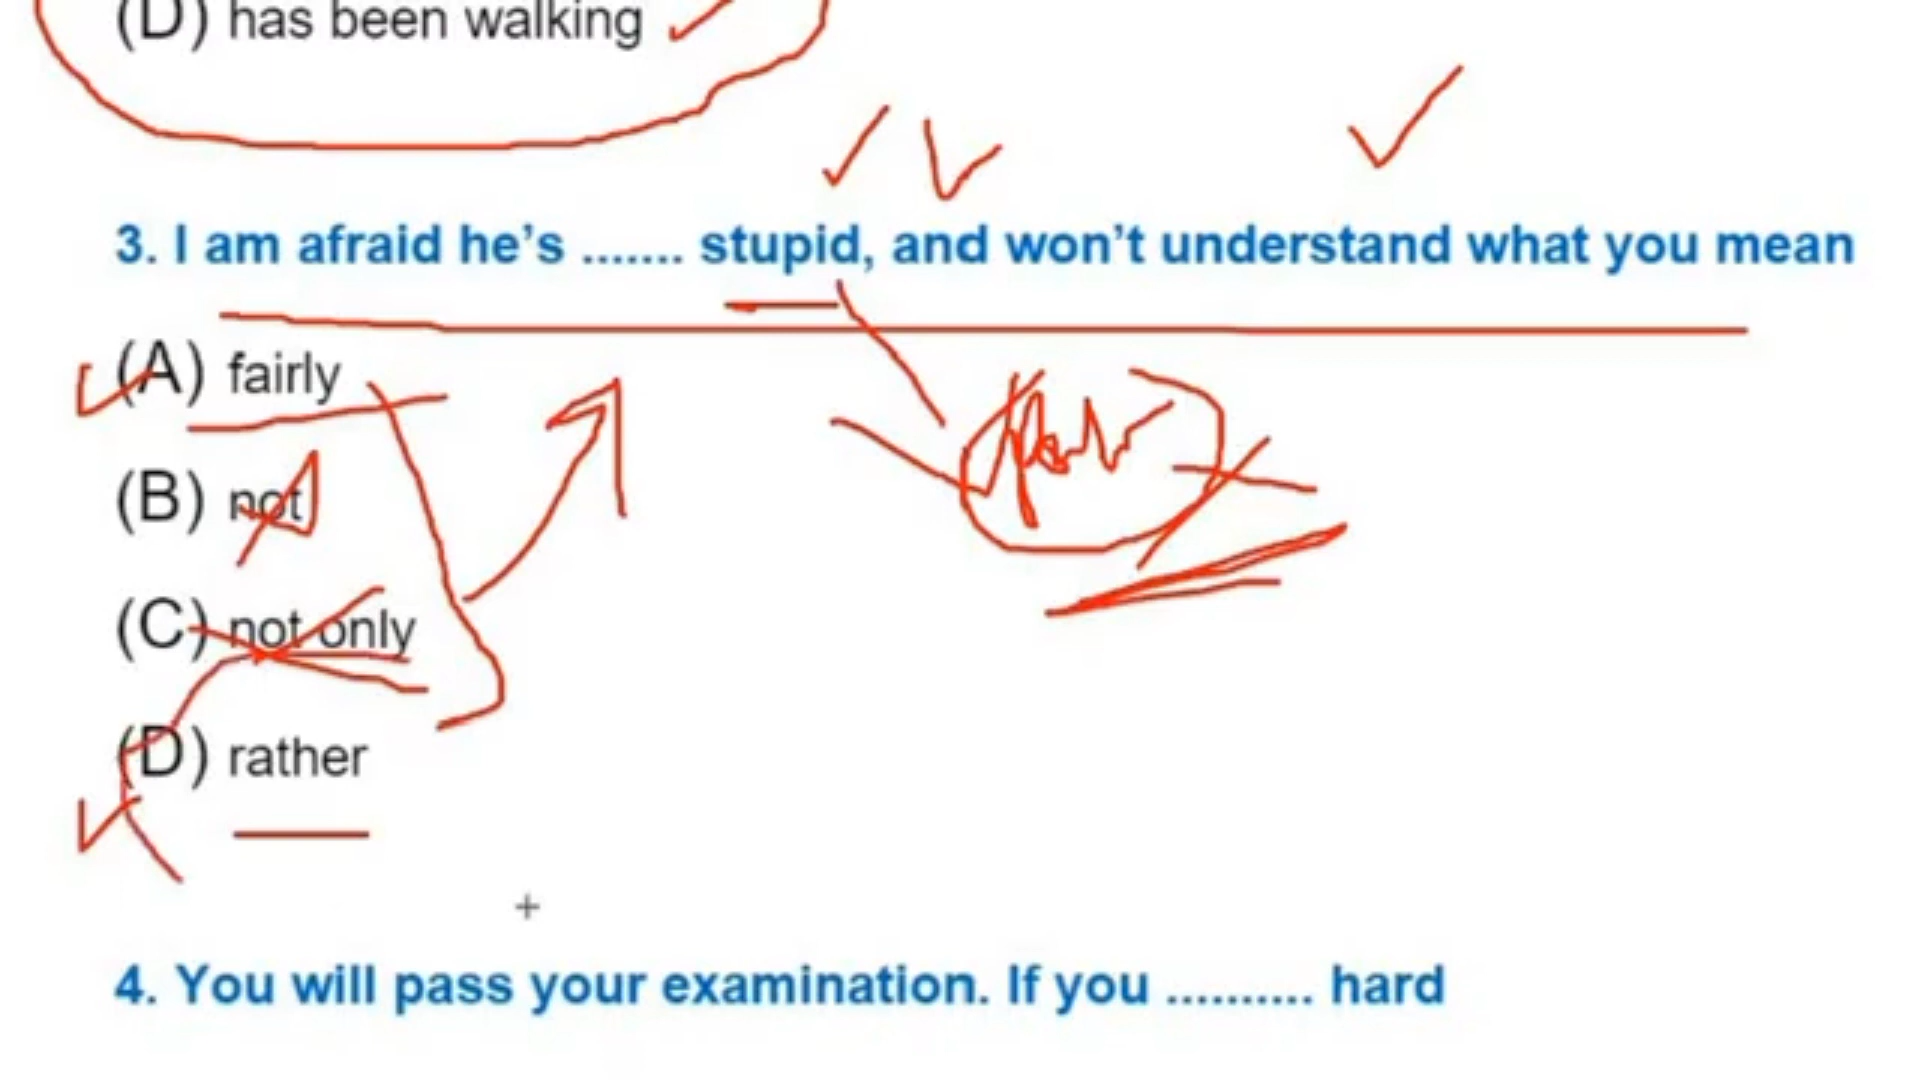 (D) has been walking
3. I am afraid he’s ....... stupid, and won’t understand what you mean
(A) fairly
(B) not
(C) not only
(D) rather
4. You will pass your examination. If you .......... hard